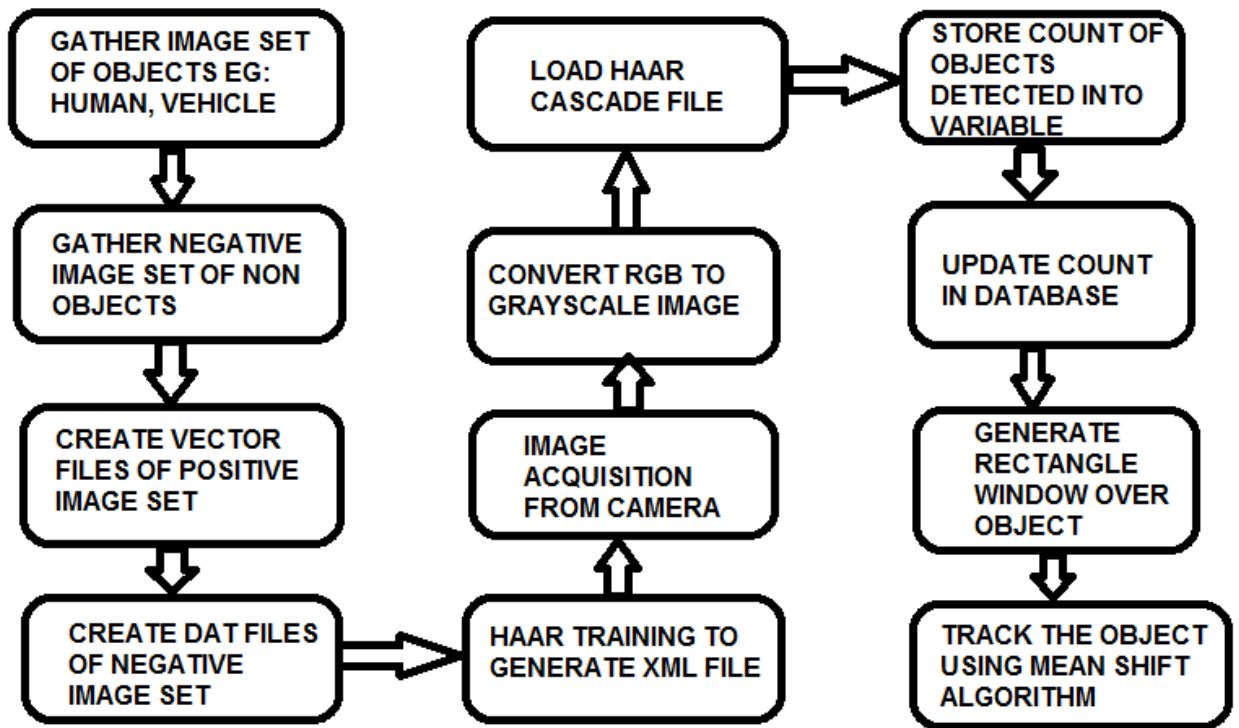 GATHER IMAGE SET
OF OBJECTS EG:
HUMAN, VEHICLE
GATHER NEGATIVE
IMAGE SET OF NON
OBJECTS
CREATE VECTOR
FILES OF POSITIVE
IMAGE SET
CREATE DAT FILES
OF NEGATIVE
IMAGE SET
HAAR TRAINING TO
GENERATE XML FILE
IMAGE
ACQUISITION
FROM CAMERA
CONVERT RGB TO
GRAYSCALE IMAGE
LOAD HAAR
CASCADE FILE
STORE COUNT OF
OBJECTS
DETECTED INTO
VARIABLE
UPDATE COUNT
IN DATABASE
GENERATE
RECTANGLE
WINDOW OVER
OBJECT
TRACK THE OBJECT
USING MEAN SHIFT
ALGORITHM